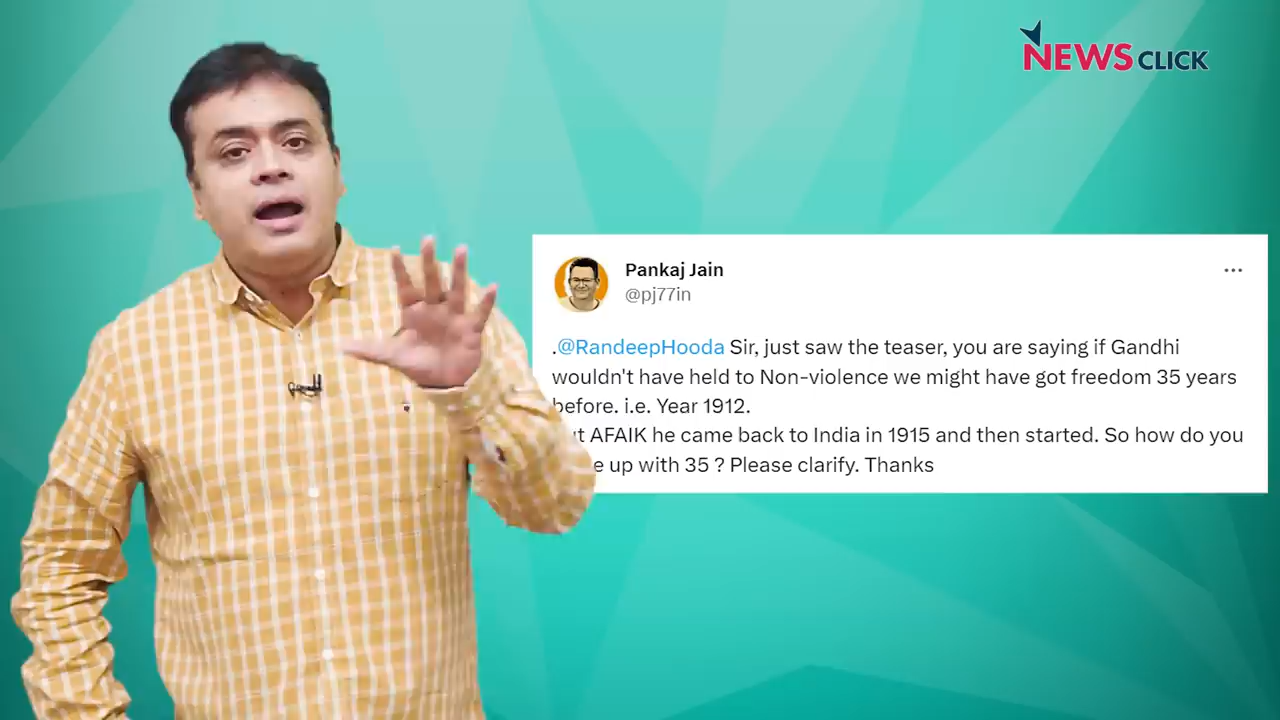 NEWS CLICK
Pankaj Jain
@pj77in
.@RandeepHooda Sir, just saw the teaser, you are saying if Gandhi
wouldn't have held to Non-violence we might have got freedom 35 years
before. i.e. Year 1912.
AFAIK he came back to India in 1915 and then started. So how do you
up with 35 ? Please clarify. Thanks